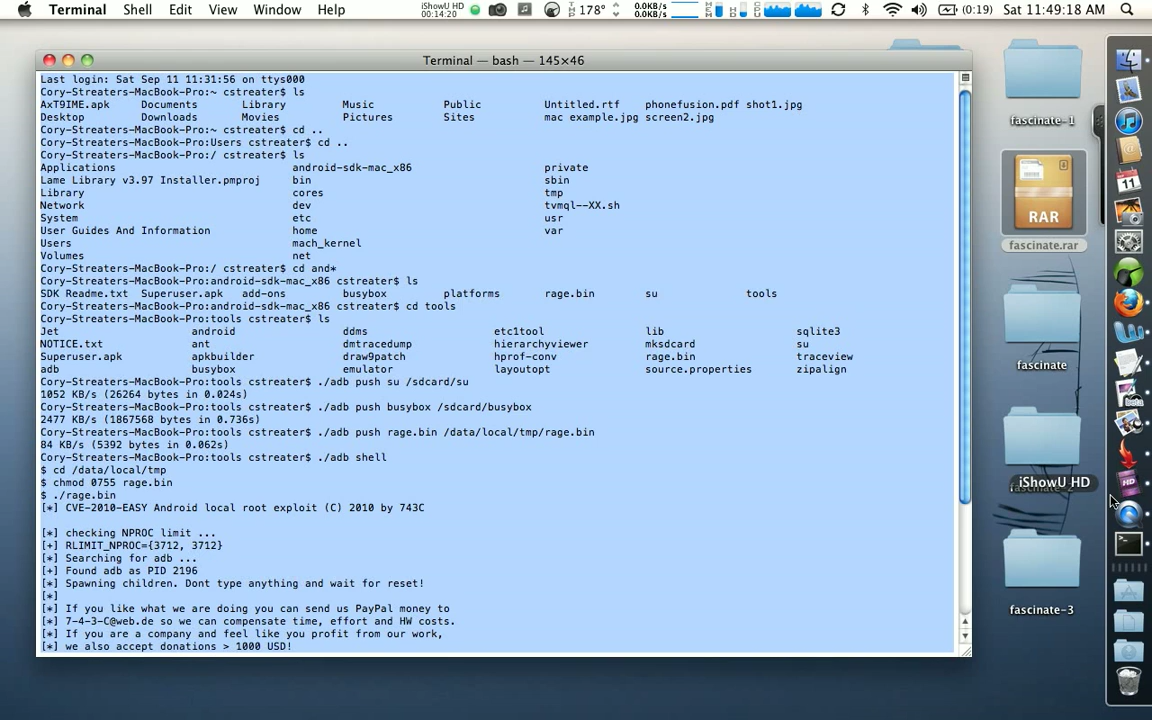 Terminal Shell Edit View Window Help iShowU HD 00:14:20 178° 0.0KB/s 0.0KB/s (0:19) Sat 11:49:18 AM
Terminal — bash — 145×46
Last login: Sat Sep 11 11:31:56 on ttys000
Cory-Streaters-MacBook-Pro:~ cstreater$ ls
AxT9IME.apk Documents Library Music Public Untitled.rtf phonefusion.pdf shot1.jpg
Desktop Downloads Movies Pictures Sites mac example.jpg screen2.jpg
Cory-Streaters-MacBook-Pro:~ cstreater$ cd ..
Cory-Streaters-MacBook-Pro:Users cstreater$ cd ..
Cory-Streaters-MacBook-Pro:/ cstreater$ ls
Applications android-sdk-mac_x86 private
Lame Library v3.97 Installer.pmproj bin sbin
Library cores tmp
Network dev tvmql--XX.sh
System etc usr
User Guides And Information home var
Users mach_kernel
Volumes net
Cory-Streaters-MacBook-Pro:/ cstreater$ cd and*
Cory-Streaters-MacBook-Pro:android-sdk-mac_x86 cstreater$ ls
SDK Readme.txt Superuser.apk add-ons busybox platforms rage.bin su tools
Cory-Streaters-MacBook-Pro:android-sdk-mac_x86 cstreater$ cd tools
Cory-Streaters-MacBook-Pro:tools cstreater$ ls
Jet android ddms etc1tool lib sqlite3
NOTICE.txt ant dmtracedump hierarchyviewer mksdcard su
Superuser.apk apkbuilder draw9patch hprof-conv rage.bin traceview
adb busybox emulator layoutopt source.properties zipalign
Cory-Streaters-MacBook-Pro:tools cstreater$ ./adb push su /sdcard/su
1052 KB/s (26264 bytes in 0.024s)
Cory-Streaters-MacBook-Pro:tools cstreater$ ./adb push busybox /sdcard/busybox
2477 KB/s (1867568 bytes in 0.736s)
Cory-Streaters-MacBook-Pro:tools cstreater$ ./adb push rage.bin /data/local/tmp/rage.bin
84 KB/s (5392 bytes in 0.062s)
Cory-Streaters-MacBook-Pro:tools cstreater$ ./adb shell
$ cd /data/local/tmp
$ chmod 0755 rage.bin
$ ./rage.bin
[*] CVE-2010-EASY Android local root exploit (C) 2010 by 743C
[*] checking NPROC limit ...
[+] RLIMIT_NPROC={3712, 3712}
[*] Searching for adb ...
[+] Found adb as PID 2196
[*] Spawning children. Dont type anything and wait for reset!
[*]
[*] If you like what we are doing you can send us PayPal money to
[*] 7-4-3-C@web.de so we can compensate time, effort and HW costs.
[*] If you are a company and feel like you profit from our work,
[*] we also accept donations > 1000 USD!
fascinate-1
RAR
fascinate.rar
fascinate
iShowU HD
fascinate-3
11
HD
beta